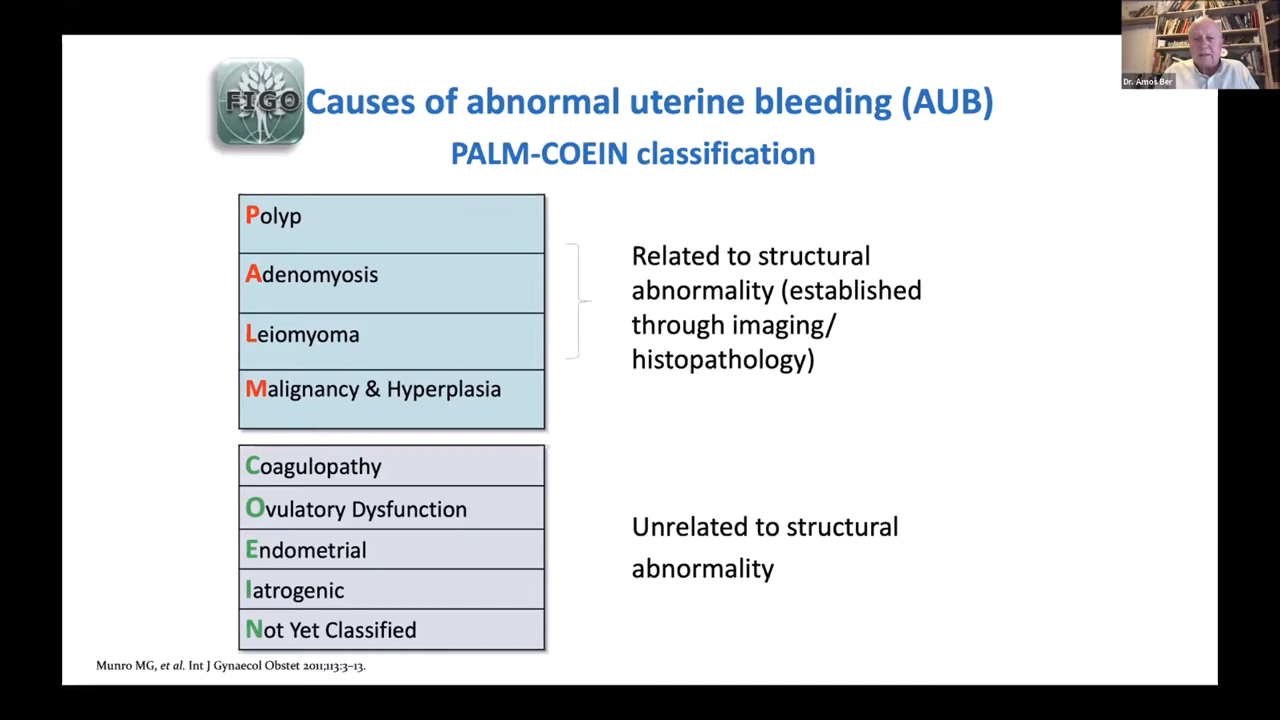 Dr. Amos Ber
FIGO
Causes of abnormal uterine bleeding (AUB)
PALM-COEIN classification
Polyp
Adenomyosis
Leiomyoma
Malignancy & Hyperplasia
Related to structural
abnormality (established
through imaging/
histopathology)
Coagulopathy
Ovulatory Dysfunction
Endometrial
Iatrogenic
Not Yet Classified
Unrelated to structural
abnormality
Munro MG, et al. Int J Gynaecol Obstet 2011;113:3–13.